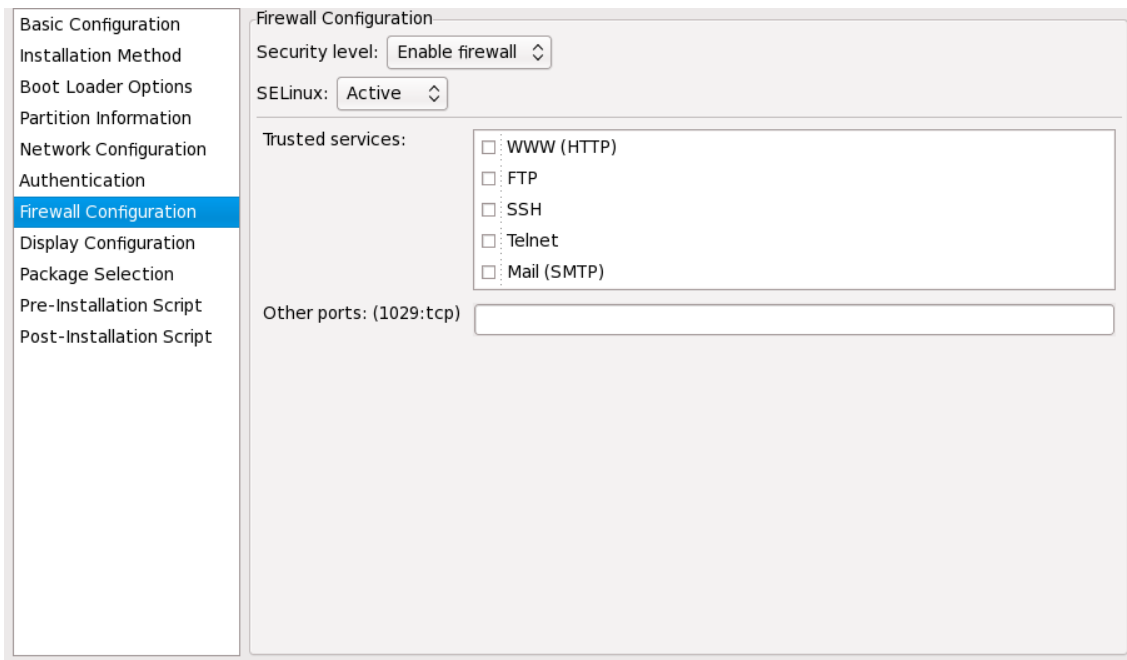 Basic Configuration
Installation Method
Boot Loader Options
Partition Information
Network Configuration
Authentication
Firewall Configuration
Display Configuration
Package Selection
Pre-Installation Script
Post-Installation Script
Firewall Configuration
Security level: Enable firewall
SELinux: Active
Trusted services:
WWW (HTTP)
FTP
SSH
Telnet
Mail (SMTP)
Other ports: (1029:tcp)